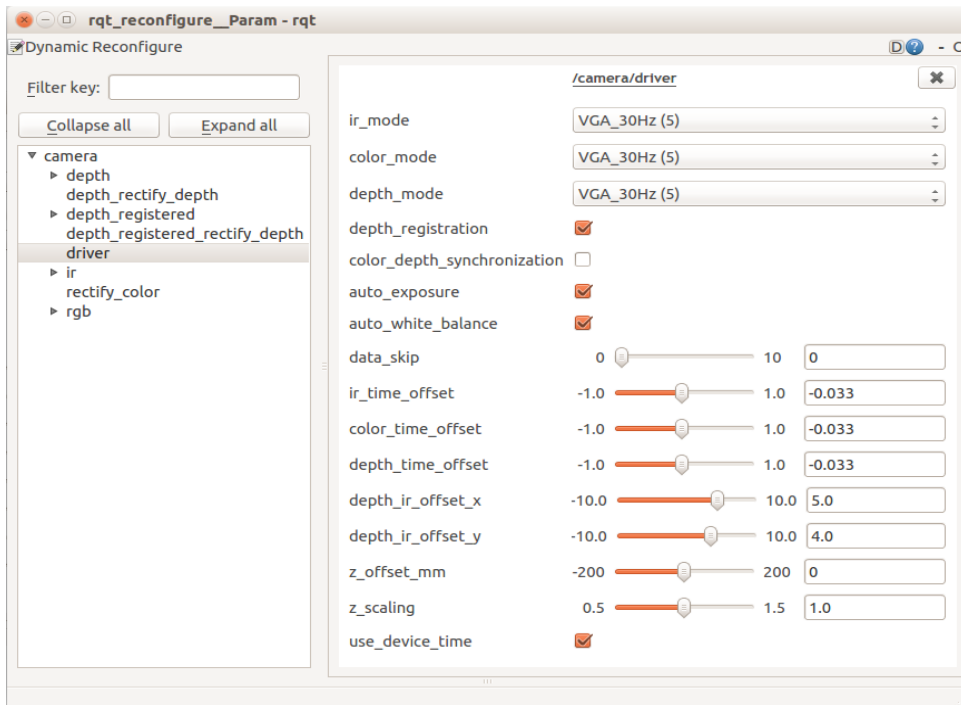 rqt_reconfigure__Param - rqt
Dynamic Reconfigure
D ? - O
Filter key:
Collapse all Expand all
camera
depth
depth_rectify_depth
depth_registered
depth_registered_rectify_depth
driver
ir
rectify_color
rgb
/camera/driver
ir_mode VGA_30Hz (5)
color_mode VGA_30Hz (5)
depth_mode VGA_30Hz (5)
depth_registration
color_depth_synchronization
auto_exposure
auto_white_balance
data_skip 0 10 0
ir_time_offset -1.0 1.0 -0.033
color_time_offset -1.0 1.0 -0.033
depth_time_offset -1.0 1.0 -0.033
depth_ir_offset_x -10.0 10.0 5.0
depth_ir_offset_y -10.0 10.0 4.0
z_offset_mm -200 200 0
z_scaling 0.5 1.5 1.0
use_device_time